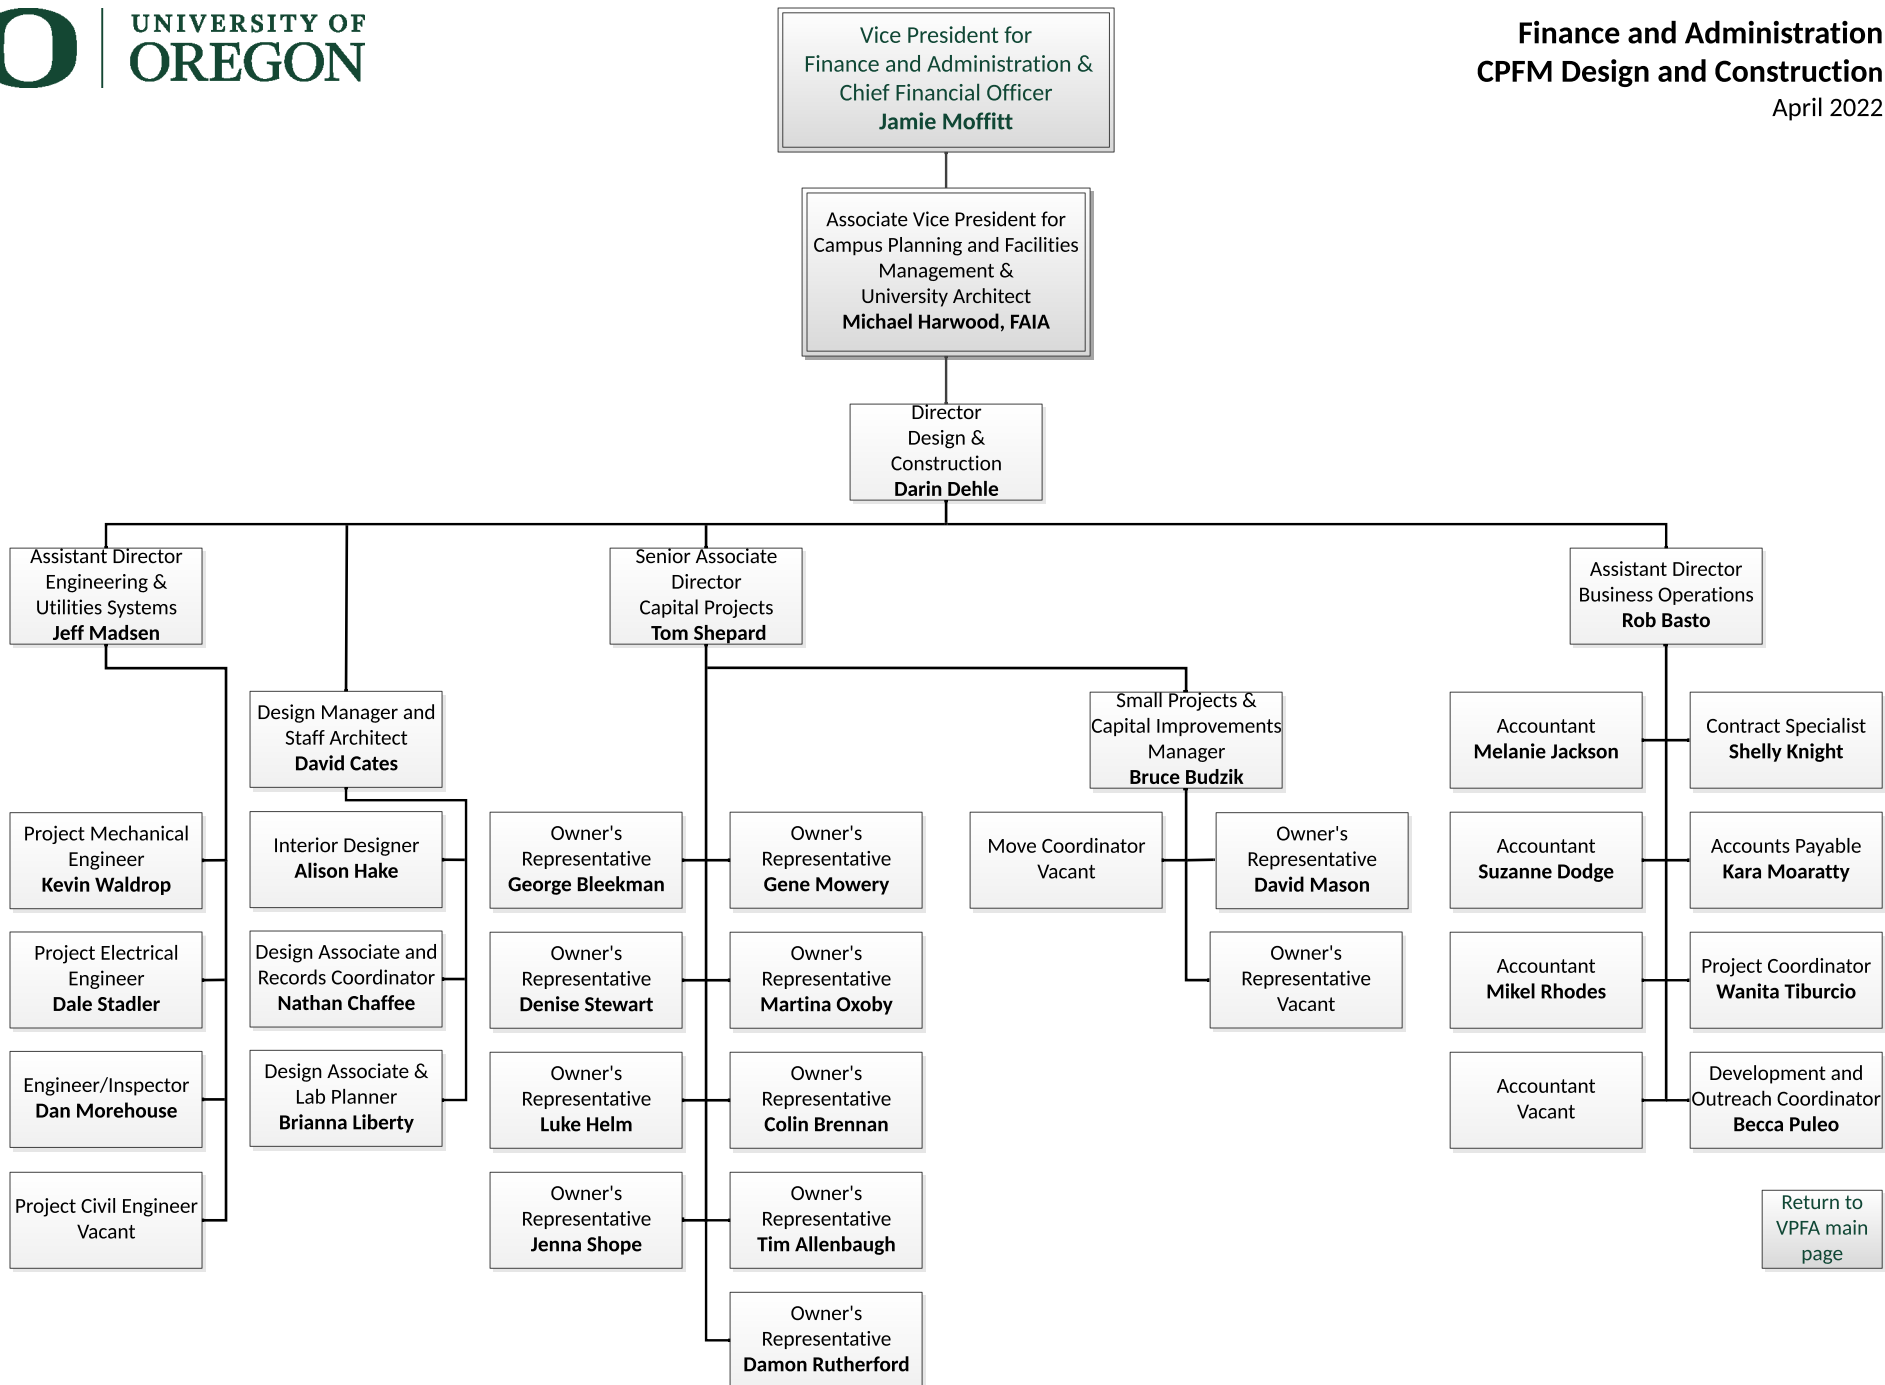 UNIVERSITY OF
OREGON
Finance and Administration
CPFM Design and Construction
April 2022
Vice President for
Finance and Administration &
Chief Financial Officer
Jamie Moffitt
Associate Vice President for
Campus Planning and Facilities
Management &
University Architect
Michael Harwood, FAIA
Director
Design &
Construction
Darin Dehle
Assistant Director
Engineering &
Utilities Systems
Jeff Madsen
Senior Associate
Director
Capital Projects
Tom Shepard
Assistant Director
Business Operations
Rob Basto
Design Manager and
Staff Architect
David Cates
Small Projects &
Capital Improvements
Manager
Bruce Budzik
Accountant
Melanie Jackson
Contract Specialist
Shelly Knight
Project Mechanical
Engineer
Kevin Waldrop
Interior Designer
Alison Hake
Owner's
Representative
George Bleekman
Owner's
Representative
Gene Mowery
Move Coordinator
Vacant
Owner's
Representative
David Mason
Accountant
Suzanne Dodge
Accounts Payable
Kara Moaratty
Project Electrical
Engineer
Dale Stadler
Design Associate and
Records Coordinator
Nathan Chaffee
Owner's
Representative
Denise Stewart
Owner's
Representative
Martina Oxoby
Owner's
Representative
Vacant
Accountant
Mikel Rhodes
Project Coordinator
Wanita Tiburcio
Engineer/Inspector
Dan Morehouse
Design Associate &
Lab Planner
Brianna Liberty
Owner's
Representative
Luke Helm
Owner's
Representative
Colin Brennan
Accountant
Vacant
Development and
Outreach Coordinator
Becca Puleo
Project Civil Engineer
Vacant
Owner's
Representative
Jenna Shope
Owner's
Representative
Tim Allenbaugh
Return to
VPFA main
page
Owner's
Representative
Damon Rutherford